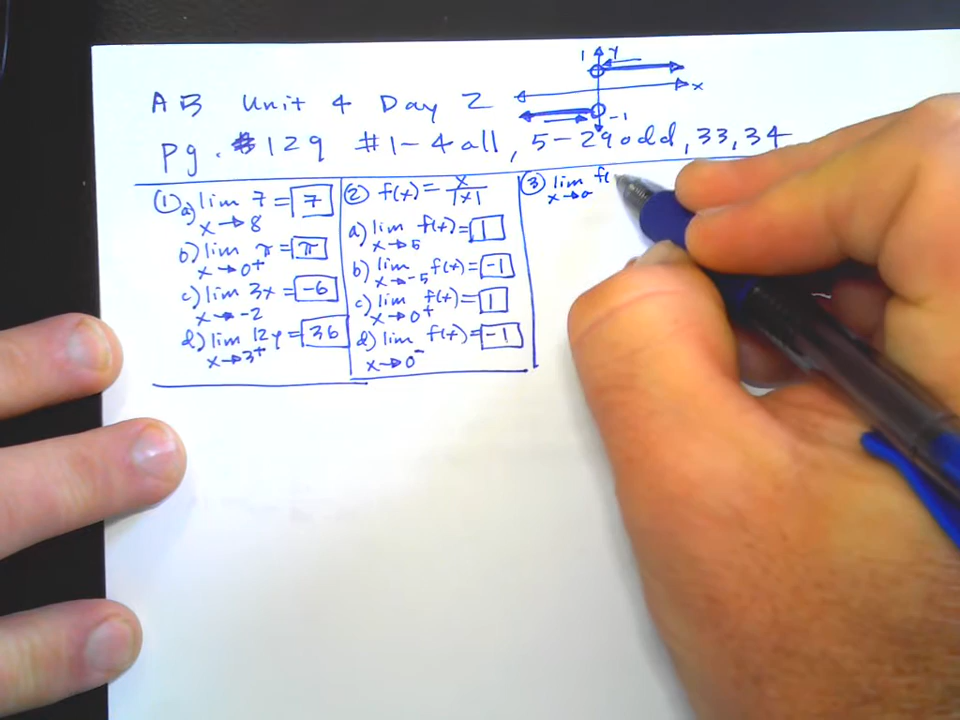 AB Unit 4 Day 2
1 y
x
-1
pg. 129 #1-4 all, 5-29 odd, 33, 34
① a) lim 7 = 7
x→8
b) lim π = π
x→0⁺
c) lim 3x = -6
x→-2
d) lim 12y = 36
x→3⁺
② f(x) = x/|x|
a) lim f(x) = 1
x→5
b) lim f(x) = -1
x→-5
c) lim f(x) = 1
x→0⁺
d) lim f(x) = -1
x→0⁻
③ lim f(
x→a